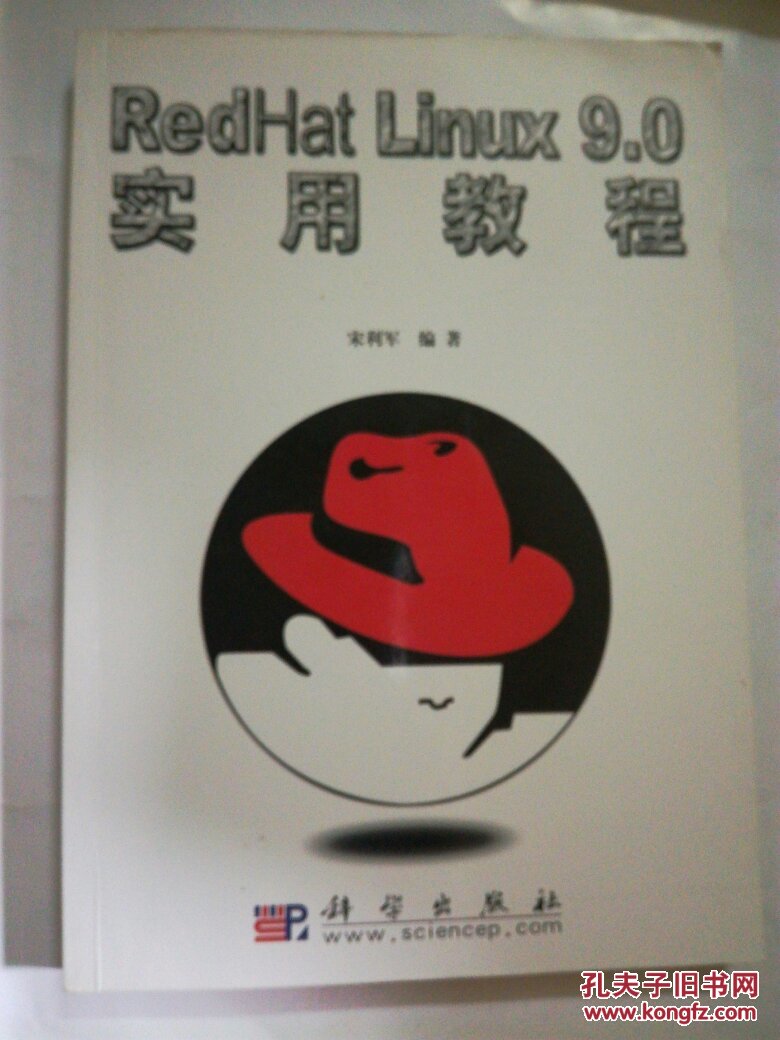 RedHat Linux 9.0
实用教程
宋利军 编著
科学出版社
www.sciencep.com
孔夫子旧书网
www.kongfz.com